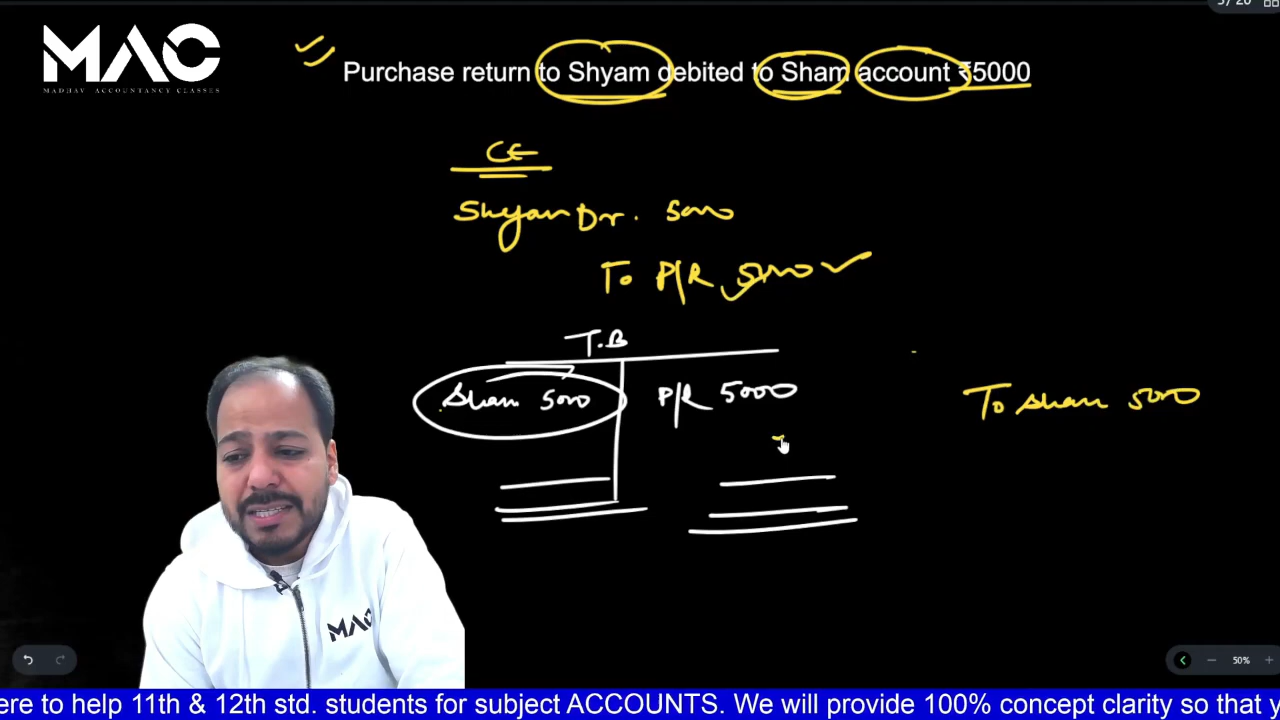 MAC
MADHAV ACCOUNTANCY CLASSES
Purchase return to Shyam debited to Sham account ₹5000
CE
Shyam Dr. 5000
To P/R 5000
T.B
Sham 5000 P/R 5000
To Sham 5000
MAC
50%
ere to help 11th & 12th std. students for subject ACCOUNTS. We will provide 100% concept clarity so that y